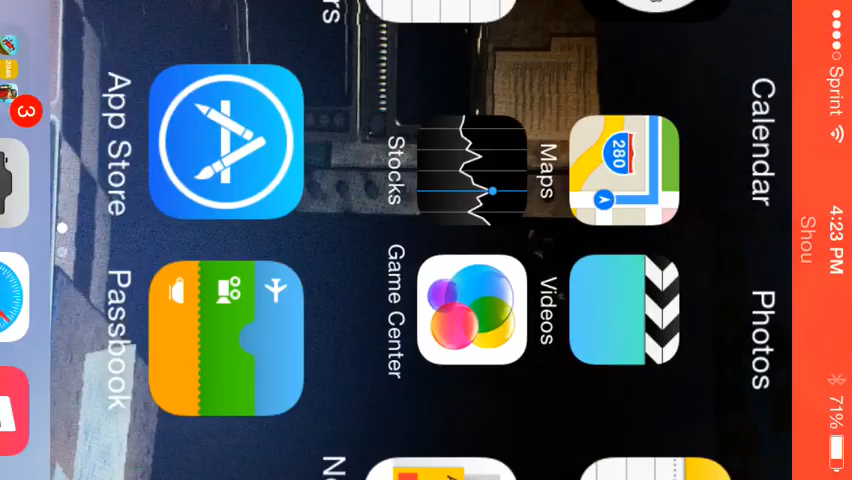 Sprint 4:23 PM 71%
Shou
Calendar Photos
280
Maps Videos
Stocks Game Center
App Store Passbook
3